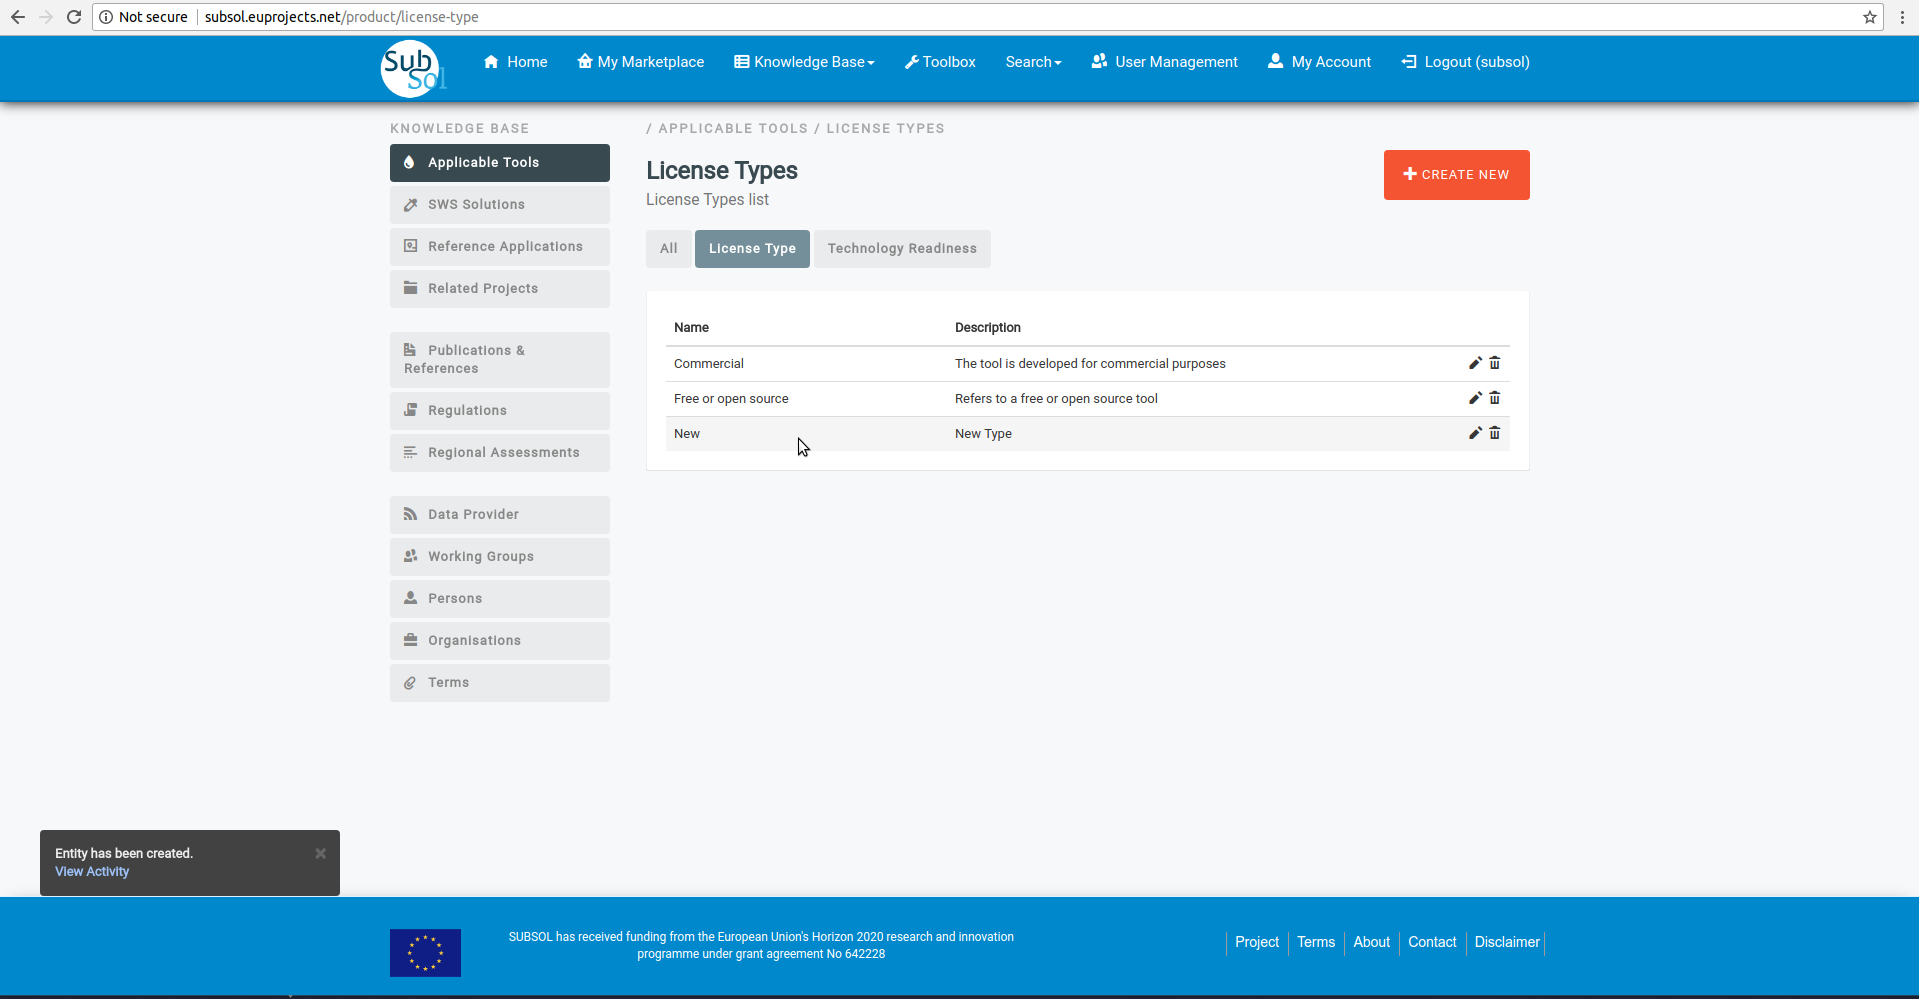 Not secure | subsol.euprojects.net/product/license-type
Sub
Sol
Home
My Marketplace
Knowledge Base
Toolbox
Search
User Management
My Account
Logout (subsol)
KNOWLEDGE BASE
Applicable Tools
SWS Solutions
Reference Applications
Related Projects
Publications &
References
Regulations
Regional Assessments
Data Provider
Working Groups
Persons
Organisations
Terms
/ APPLICABLE TOOLS / LICENSE TYPES
License Types
License Types list
CREATE NEW
All
License Type
Technology Readiness
Name Description
Commercial The tool is developed for commercial purposes
Free or open source Refers to a free or open source tool
New New Type
Entity has been created.
View Activity
SUBSOL has received funding from the European Union's Horizon 2020 research and innovation
programme under grant agreement No 642228
Project
Terms
About
Contact
Disclaimer